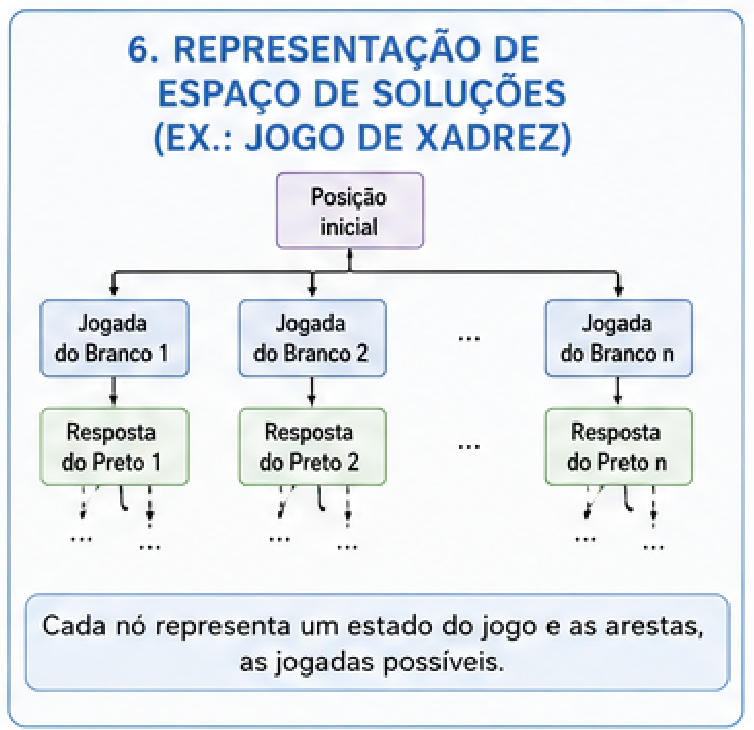 6. REPRESENTAÇÃO DE
ESPAÇO DE SOLUÇÕES
(EX.: JOGO DE XADREZ)
Posição
inicial
Jogada
do Branco 1
Jogada
do Branco 2
...
Jogada
do Branco n
Resposta
do Preto 1
Resposta
do Preto 2
...
Resposta
do Preto n
... ... ... ... ... ...
Cada nó representa um estado do jogo e as arestas,
as jogadas possíveis.